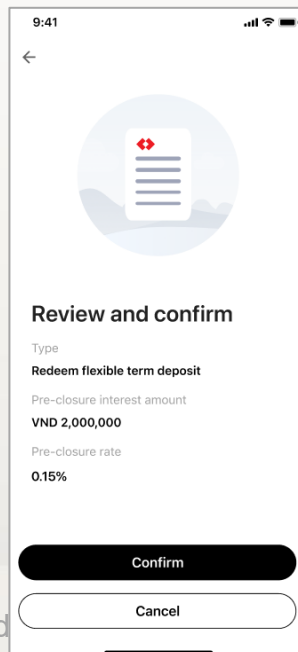 9:41
Review and confirm
Type
Redeem flexible term deposit
Pre-closure interest amount
VND 2,000,000
Pre-closure rate
0.15%
Confirm
Cancel